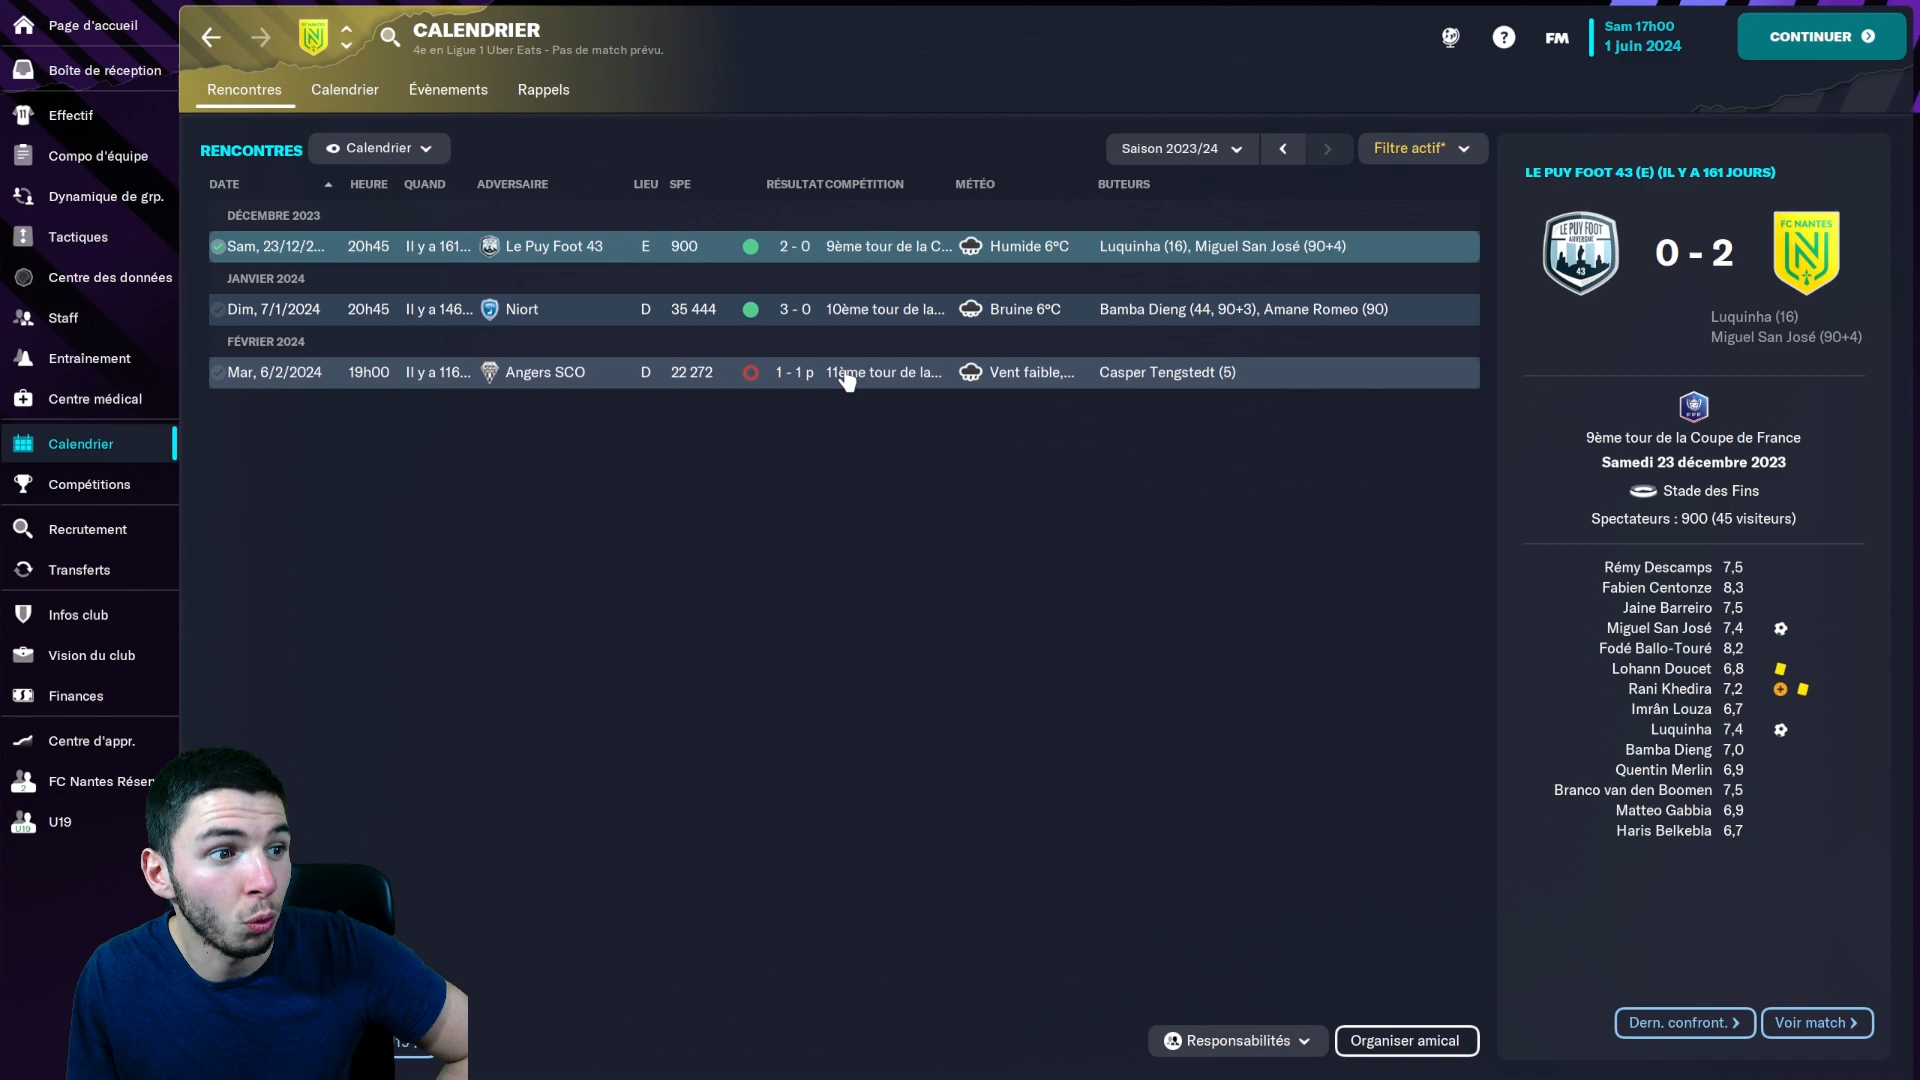 Page d'accueil
Boîte de réception
Effectif
Compo d'équipe
Dynamique de grp.
Tactiques
Centre des données
Staff
Entraînement
Centre médical
Calendrier
Compétitions
Recrutement
Transferts
Infos club
Vision du club
Finances
Centre d'appr.
FC Nantes Réser
U19
CALENDRIER
4e en Ligue 1 Uber Eats - Pas de match prévu.
FM
Sam 17h00
1 juin 2024
CONTINUER
Rencontres Calendrier Évènements Rappels
RENCONTRES Calendrier Saison 2023/24 Filtre actif*
DATE HEURE QUAND ADVERSAIRE LIEU SPE RÉSULTAT COMPÉTITION MÉTÉO BUTEURS
DÉCEMBRE 2023
Sam, 23/12/2... 20h45 Il y a 161... Le Puy Foot 43 E 900 2 - 0 9ème tour de la C... Humide 6°C Luquinha (16), Miguel San José (90+4)
JANVIER 2024
Dim, 7/1/2024 20h45 Il y a 146... Niort D 35 444 3 - 0 10ème tour de la... Bruine 6°C Bamba Dieng (44, 90+3), Amane Romeo (90)
FÉVRIER 2024
Mar, 6/2/2024 19h00 Il y a 116... Angers SCO D 22 272 1 - 1 p 11ème tour de la... Vent faible,... Casper Tengstedt (5)
LE PUY FOOT 43 (E) (IL Y A 161 JOURS)
LE PUY FOOT
AUVERGNE
43
0 - 2
FC NANTES
Luquinha (16)
Miguel San José (90+4)
FFF
9ème tour de la Coupe de France
Samedi 23 décembre 2023
Stade des Fins
Spectateurs : 900 (45 visiteurs)
Rémy Descamps 7,5
Fabien Centonze 8,3
Jaine Barreiro 7,5
Miguel San José 7,4
Fodé Ballo-Touré 8,2
Lohann Doucet 6,8
Rani Khedira 7,2
Imrân Louza 6,7
Luquinha 7,4
Bamba Dieng 7,0
Quentin Merlin 6,9
Branco van den Boomen 7,5
Matteo Gabbia 6,9
Haris Belkebla 6,7
Dern. confront. Voir match
Responsabilités Organiser amical